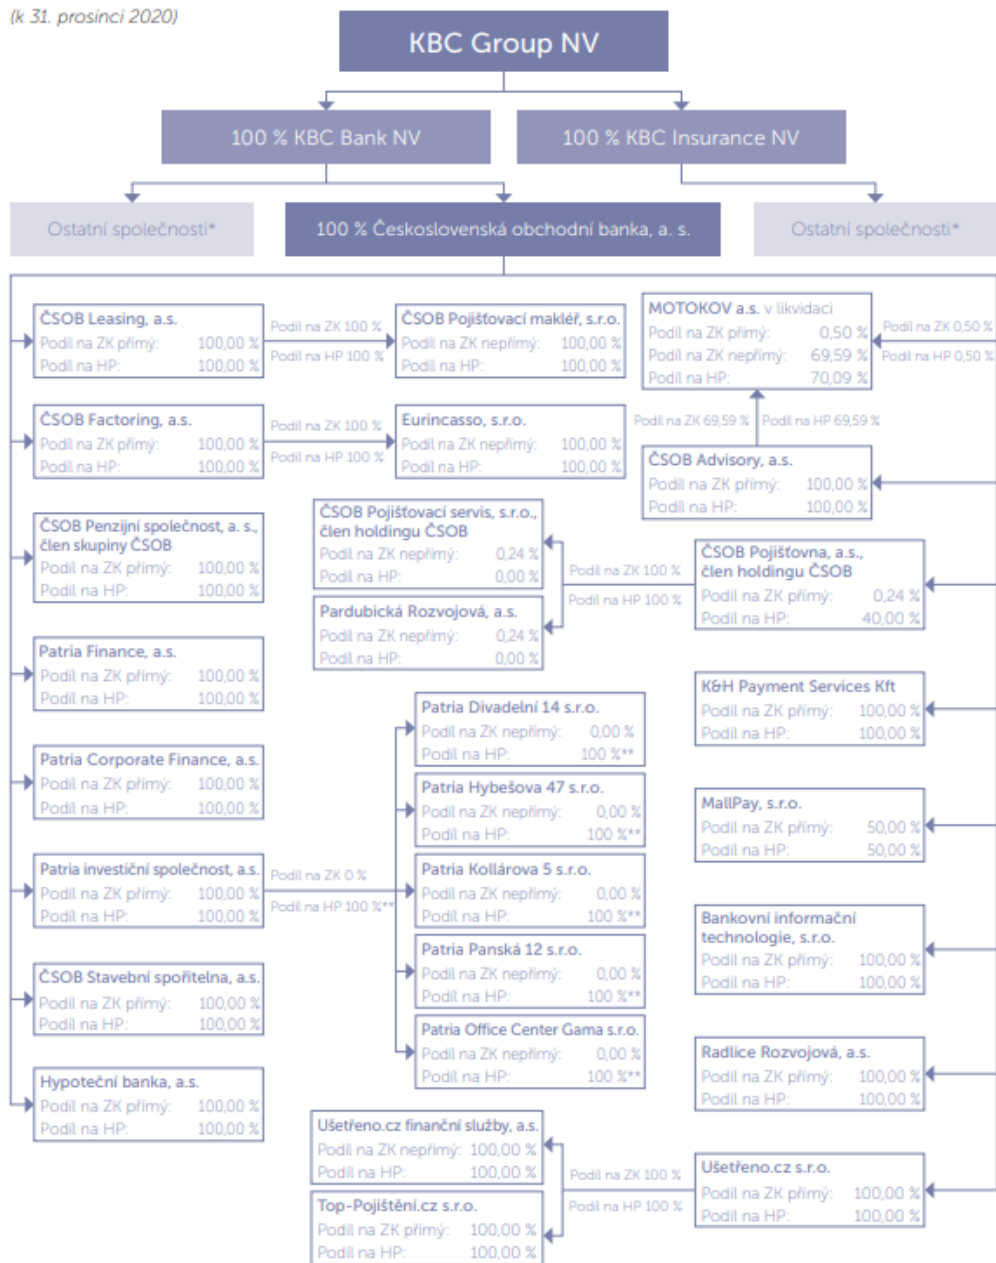 (k 31. prosinci 2020)
KBC Group NV
100 % KBC Bank NV
100 % KBC Insurance NV
Ostatní společnosti*
100 % Československá obchodní banka, a. s.
Ostatní společnosti*
ČSOB Leasing, a.s.
Podíl na ZK přímý: 100,00 %
Podíl na HP: 100,00 %
Podíl na ZK 100 %
Podíl na HP 100 %
ČSOB Pojišťovací makléř, s.r.o.
Podíl na ZK nepřímý: 100,00 %
Podíl na HP: 100,00 %
MOTOKOV a.s. v likvidaci
Podíl na ZK přímý: 0,50 %
Podíl na ZK nepřímý: 69,59 %
Podíl na HP: 70,09 %
Podíl na ZK 0,50 %
Podíl na HP 0,50 %
ČSOB Factoring, a.s.
Podíl na ZK přímý: 100,00 %
Podíl na HP: 100,00 %
Podíl na ZK 100 %
Podíl na HP 100 %
Eurincasso, s.r.o.
Podíl na ZK nepřímý: 100,00 %
Podíl na HP: 100,00 %
Podíl na ZK 69,59 %
Podíl na HP 69,59 %
ČSOB Advisory, a.s.
Podíl na ZK přímý: 100,00 %
Podíl na HP: 100,00 %
ČSOB Penzijní společnost, a. s.,
člen skupiny ČSOB
Podíl na ZK přímý: 100,00 %
Podíl na HP: 100,00 %
ČSOB Pojišťovací servis, s.r.o.,
člen holdingu ČSOB
Podíl na ZK nepřímý: 0,24 %
Podíl na HP: 0,00 %
Podíl na ZK 100 %
Podíl na HP 100 %
ČSOB Pojišťovna, a.s.,
člen holdingu ČSOB
Podíl na ZK přímý: 0,24 %
Podíl na HP: 40,00 %
Pardubická Rozvojová, a.s.
Podíl na ZK nepřímý: 0,24 %
Podíl na HP: 0,00 %
Patria Finance, a.s.
Podíl na ZK přímý: 100,00 %
Podíl na HP: 100,00 %
K&H Payment Services Kft
Podíl na ZK přímý: 100,00 %
Podíl na HP: 100,00 %
Patria Divadelní 14 s.r.o.
Podíl na ZK nepřímý: 0,00 %
Podíl na HP: 100 %**
Patria Corporate Finance, a.s.
Podíl na ZK přímý: 100,00 %
Podíl na HP: 100,00 %
Patria Hybešova 47 s.r.o.
Podíl na ZK nepřímý: 0,00 %
Podíl na HP: 100 %**
MallPay, s.r.o.
Podíl na ZK přímý: 50,00 %
Podíl na HP: 50,00 %
Patria investiční společnost, a.s.
Podíl na ZK přímý: 100,00 %
Podíl na HP: 100,00 %
Podíl na ZK 0 %
Podíl na HP 100 %**
Patria Kollárova 5 s.r.o.
Podíl na ZK nepřímý: 0,00 %
Podíl na HP: 100 %**
Bankovní informační
technologie, s.r.o.
Podíl na ZK přímý: 100,00 %
Podíl na HP: 100,00 %
Patria Panská 12 s.r.o.
Podíl na ZK nepřímý: 0,00 %
Podíl na HP: 100 %**
ČSOB Stavební spořitelna, a.s.
Podíl na ZK přímý: 100,00 %
Podíl na HP: 100,00 %
Patria Office Center Gama s.r.o.
Podíl na ZK nepřímý: 0,00 %
Podíl na HP: 100 %**
Radlice Rozvojová, a.s.
Podíl na ZK přímý: 100,00 %
Podíl na HP: 100,00 %
Hypoteční banka, a.s.
Podíl na ZK přímý: 100,00 %
Podíl na HP: 100,00 %
Ušetřeno.cz finanční služby, a.s.
Podíl na ZK nepřímý: 100,00 %
Podíl na HP: 100,00 %
Podíl na ZK 100 %
Podíl na HP 100 %
Ušetřeno.cz s.r.o.
Podíl na ZK přímý: 100,00 %
Podíl na HP: 100,00 %
Top-Pojištění.cz s.r.o.
Podíl na ZK přímý: 100,00 %
Podíl na HP: 100,00 %